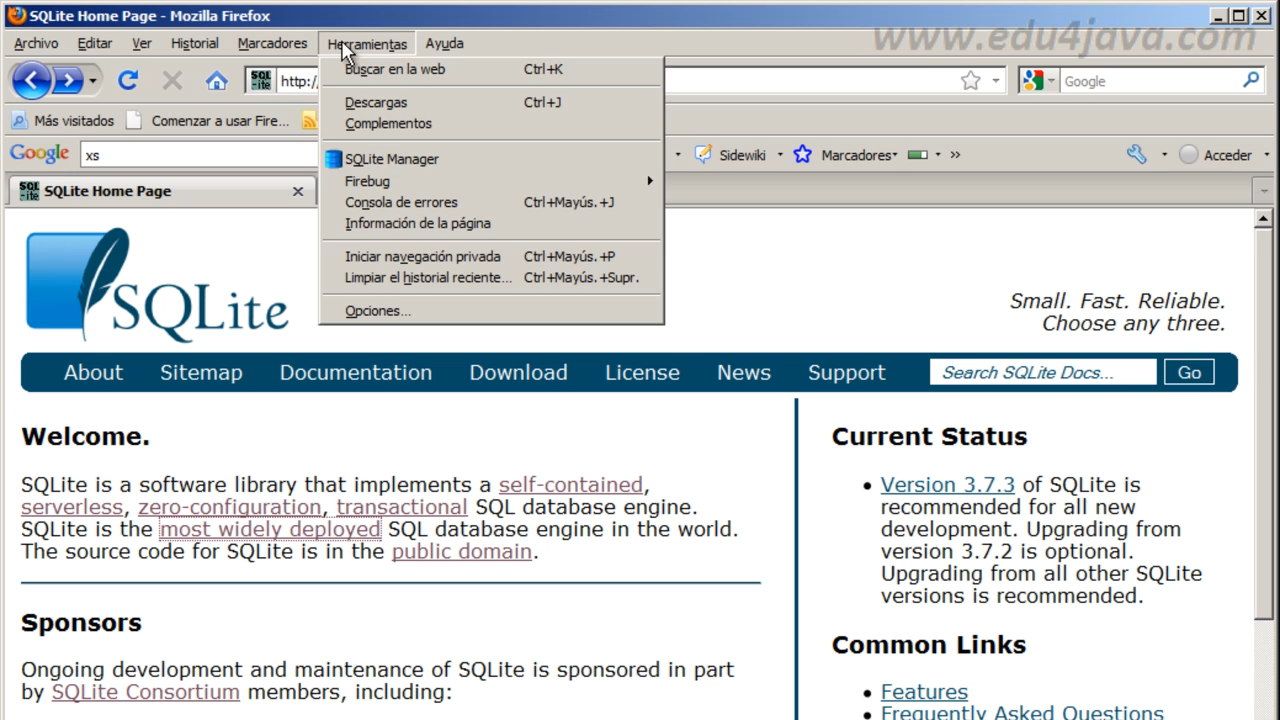 SQLite Home Page - Mozilla Firefox
Archivo Editar Ver Historial Marcadores Herramientas Ayuda
www.edu4java.com
Buscar en la web Ctrl+K
SQL -ite http:/ Google
Descargas Ctrl+J
Complementos
Más visitados Comenzar a usar Fire...
Google xs Sidewiki Marcadores Acceder
SQLite Manager
Firebug
SQL -ite SQLite Home Page
Consola de errores Ctrl+Mayús.+J
Información de la página
Iniciar navegación privada Ctrl+Mayús.+P
Limpiar el historial reciente... Ctrl+Mayús.+Supr.
Opciones...
SQLite
Small. Fast. Reliable.
Choose any three.
About Sitemap Documentation Download License News Support Search SQLite Docs... Go
Welcome.
SQLite is a software library that implements a self-contained,
serverless, zero-configuration, transactional SQL database engine.
SQLite is the most widely deployed SQL database engine in the world.
The source code for SQLite is in the public domain.
Sponsors
Ongoing development and maintenance of SQLite is sponsored in part
by SQLite Consortium members, including:
Current Status
• Version 3.7.3 of SQLite is
recommended for all new
development. Upgrading from
version 3.7.2 is optional.
Upgrading from all other SQLite
versions is recommended.
Common Links
• Features
• Frequently Asked Questions